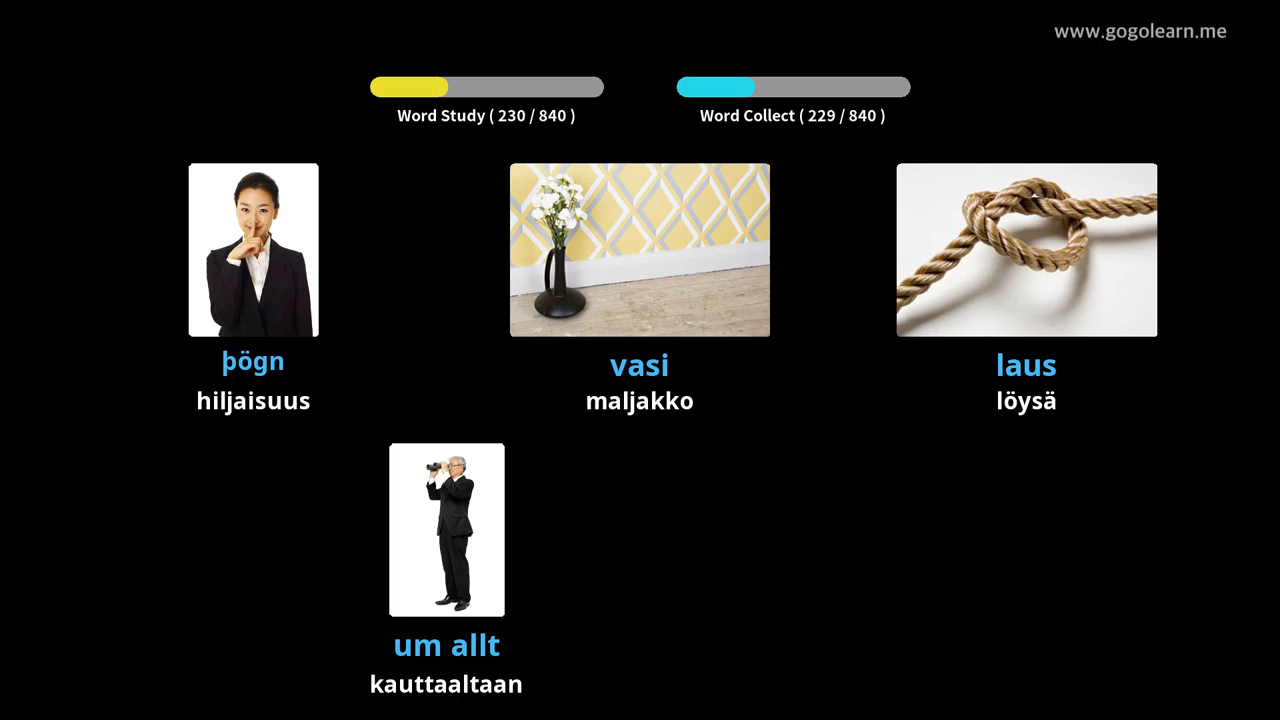 www.gogolearn.me
Word Study ( 230 / 840 )
Word Collect ( 229 / 840 )
þögn
hiljaisuus
vasi
maljakko
laus
löysä
um allt
kauttaaltaan